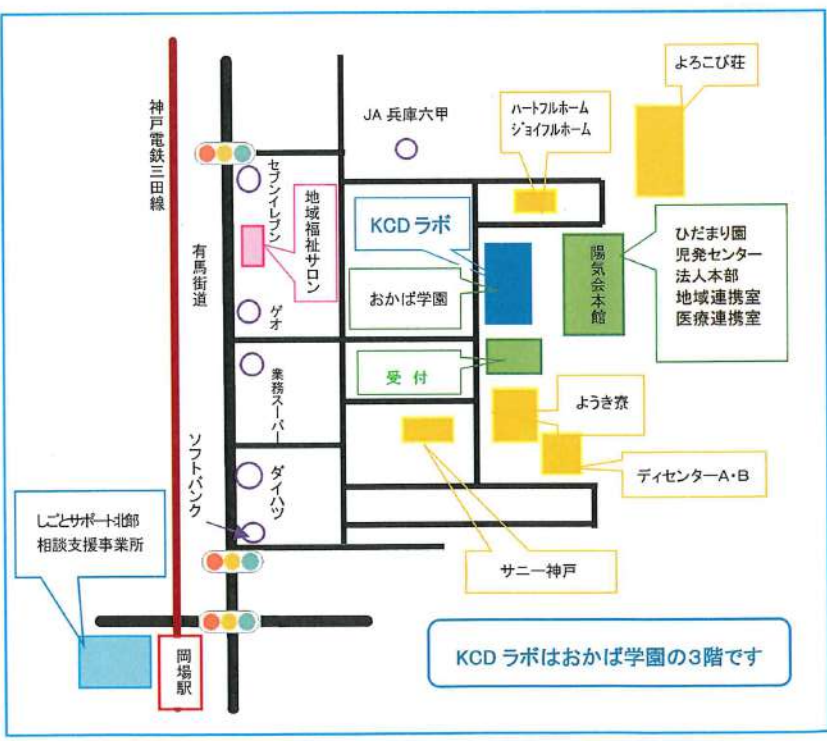 よろこび荘
ハートフルホーム
ジョイフルホーム
JA 兵庫六甲
神戸電鉄三田線
セブンイレブン
地域福祉サロン
KCD ラボ
陽気会本館
ひだまり園
児発センター
法人本部
地域連携室
医療連携室
有馬街道
おかば学園
ゲオ
受付
業務スーパー
ようき寮
ソフトバンク
ダイハツ
ディセンターA・B
しごとサポート北部
相談支援事業所
サニー神戸
岡場駅
KCD ラボはおかば学園の3階です